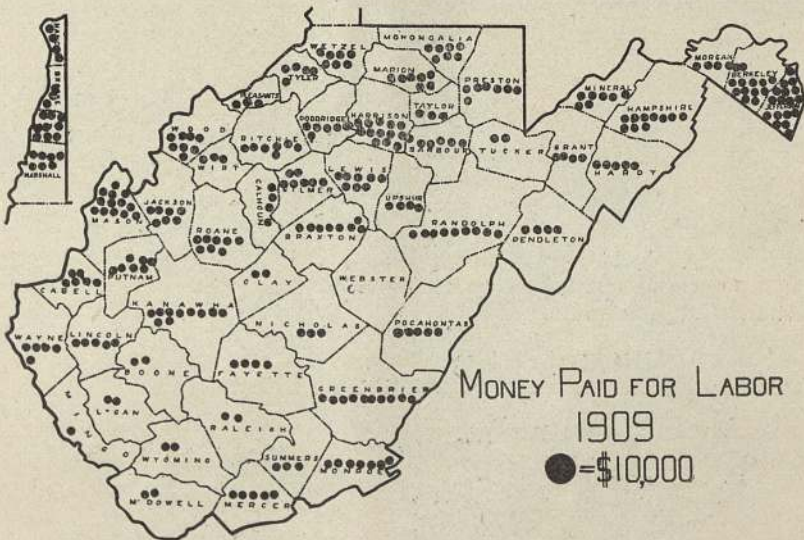 MONONGALIA
WETZEL
MORGAN
MARION
TYLER
PRESTON
BERKELEY
MINERAL
PLEASANTS
TAYLOR
HAMPSHIRE
DODDRIDGE
HARRISON
WOOD
RITCHIE
BARBOUR
TUCKER
GRANT
WIRT
HARDY
MARSHALL
LEWIS
GILMER
CALHOUN
UPSHUR
JACKSON
MASON
ROANE
RANDOLPH
BRAXTON
PENDLETON
PUTNAM
CLAY
WEBSTER
CABELL
KANAWHA
NICHOLAS
POCAHONTAS
WAYNE
LINCOLN
BOONE
FAYETTE
GREENBRIER
MONEY PAID FOR LABOR
LOGAN
MINGO
1909
RALEIGH
WYOMING
SUMMERS
MONROE
=$10,000
McDOWELL
MERCER